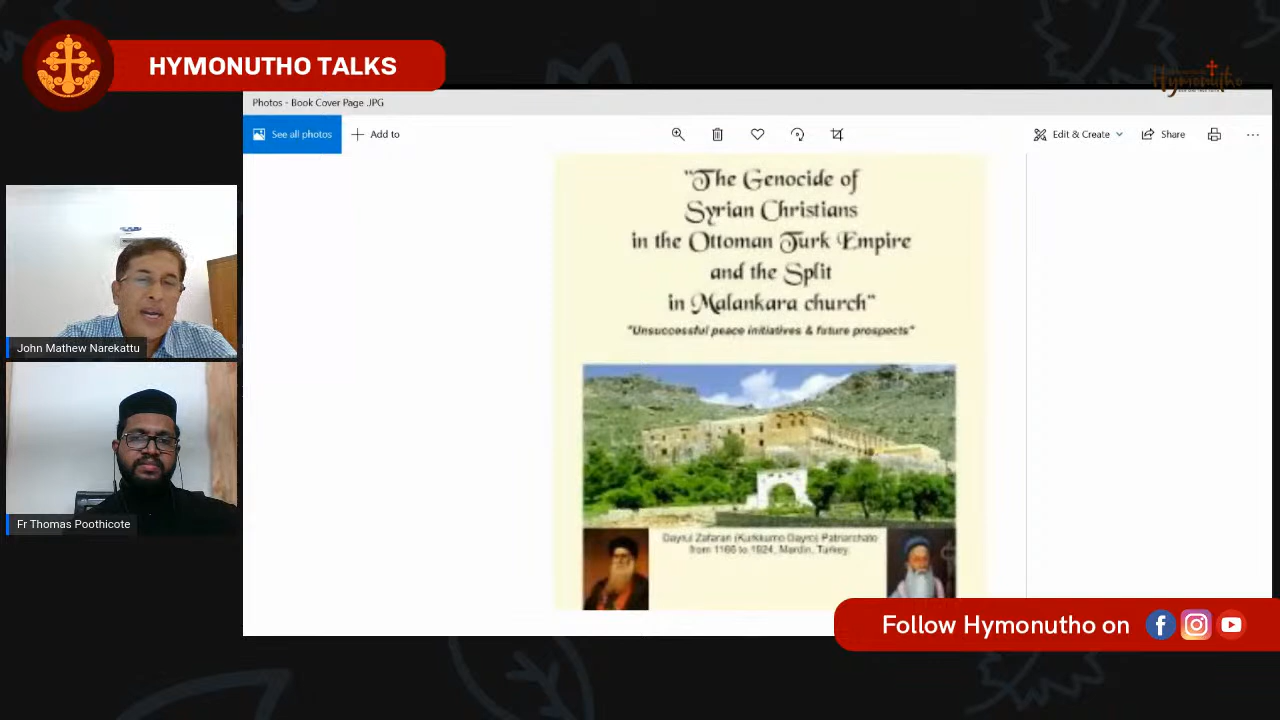 HYMONUTHO TALKS
Hymonutho
Photos - Book Cover Page .JPG
See all photos
Add to
Edit & Create
Share
"The Genocide of
Syrian Christians
in the Ottoman Turk Empire
and the Split
in Malankara church"
"Unsuccessful peace initiatives & future prospects"
Dayrul Zafaran (Kurkkumo Dayro) Patriarchate
from 1166 to 1924, Mardin, Turkey.
John Mathew Narekattu
Fr Thomas Poothicote
Follow Hymonutho on